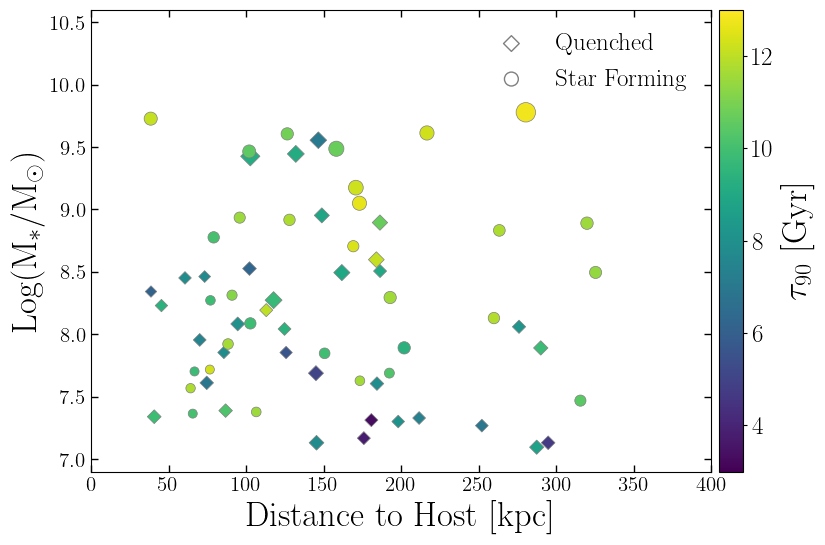 10.5
10.0
9.5
9.0
8.5
8.0
7.5
7.0
Log(M*/M⊙)
0 50 100 150 200 250 300 350 400
Distance to Host [kpc]
Quenched
Star Forming
12
10
8
6
4
τ90 [Gyr]